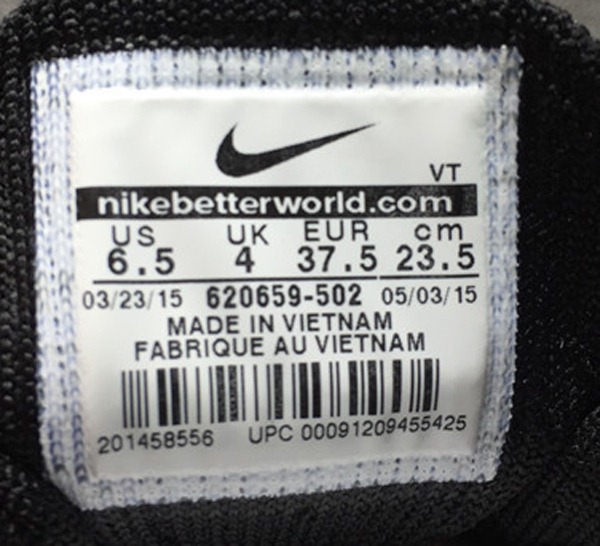 VT
nikebetterworld.com
US UK EUR cm
6.5 4 37.5 23.5
03/23/15 620659-502 05/03/15
MADE IN VIETNAM
FABRIQUE AU VIETNAM
201458556 UPC 00091209455425